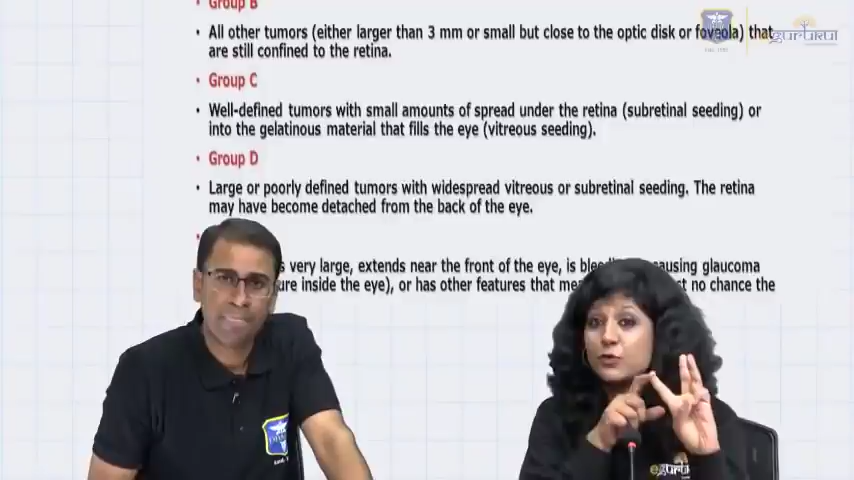 Group B
All other tumors (either larger than 3 mm or small but close to the optic disk or foveola) that
are still confined to the retina.
Group C
Well-defined tumors with small amounts of spread under the retina (subretinal seeding) or
into the gelatinous material that fills the eye (vitreous seeding).
Group D
Large or poorly defined tumors with widespread vitreous or subretinal seeding. The retina
may have become detached from the back of the eye.
very large, extends near the front of the eye, is causing glaucoma
inside the eye), or has other features that no chance the
egurukul